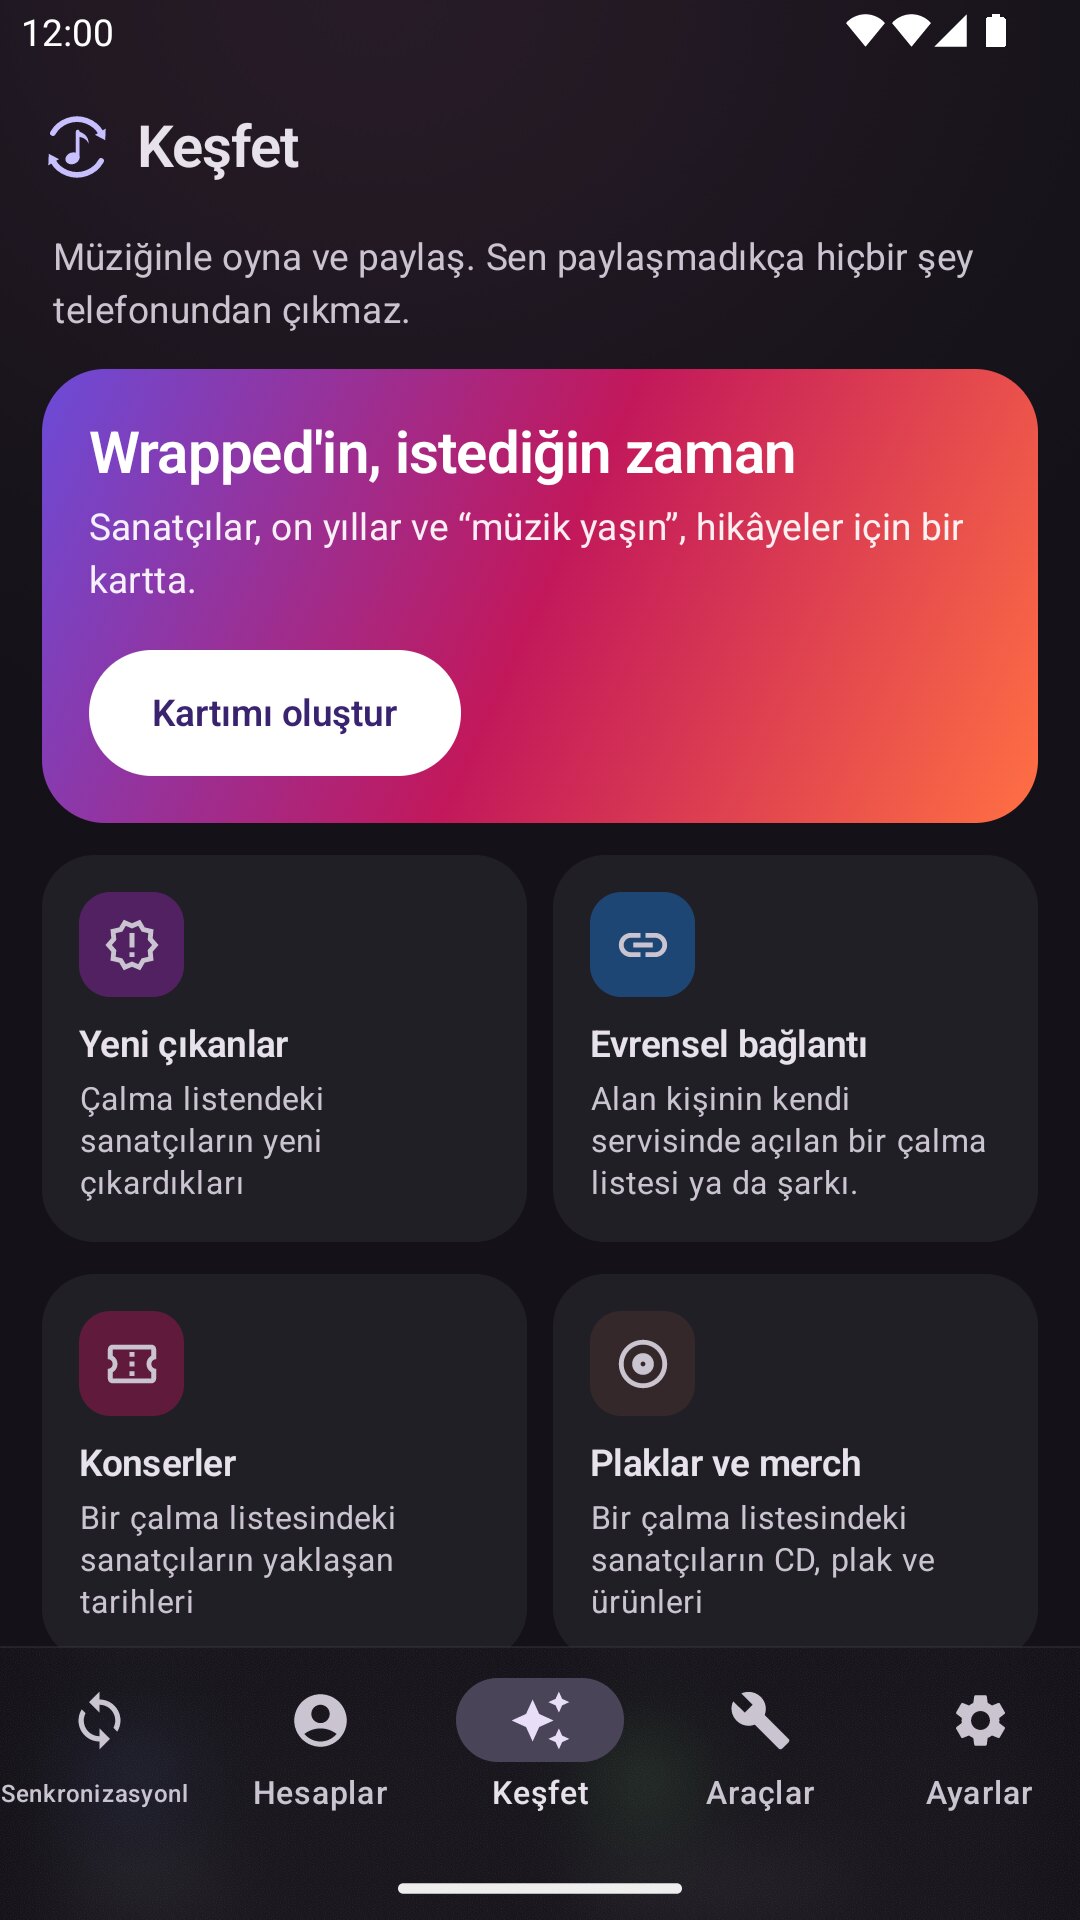 12:00
Keşfet
Müziğinle oyna ve paylaş. Sen paylaşmadıkça hiçbir şey
telefonundan çıkmaz.
Wrapped'in, istediğin zaman
Sanatçılar, on yıllar ve “müzik yaşın”, hikâyeler için bir
kartta.
Kartımı oluştur
Yeni çıkanlar
Çalma listendeki
sanatçıların yeni
çıkardıkları
Evrensel bağlantı
Alan kişinin kendi
servisinde açılan bir çalma
listesi ya da şarkı.
Konserler
Bir çalma listesindeki
sanatçıların yaklaşan
tarihleri
Plaklar ve merch
Bir çalma listesindeki
sanatçıların CD, plak ve
ürünleri
Senkronizasyonl
Hesaplar
Keşfet
Araçlar
Ayarlar